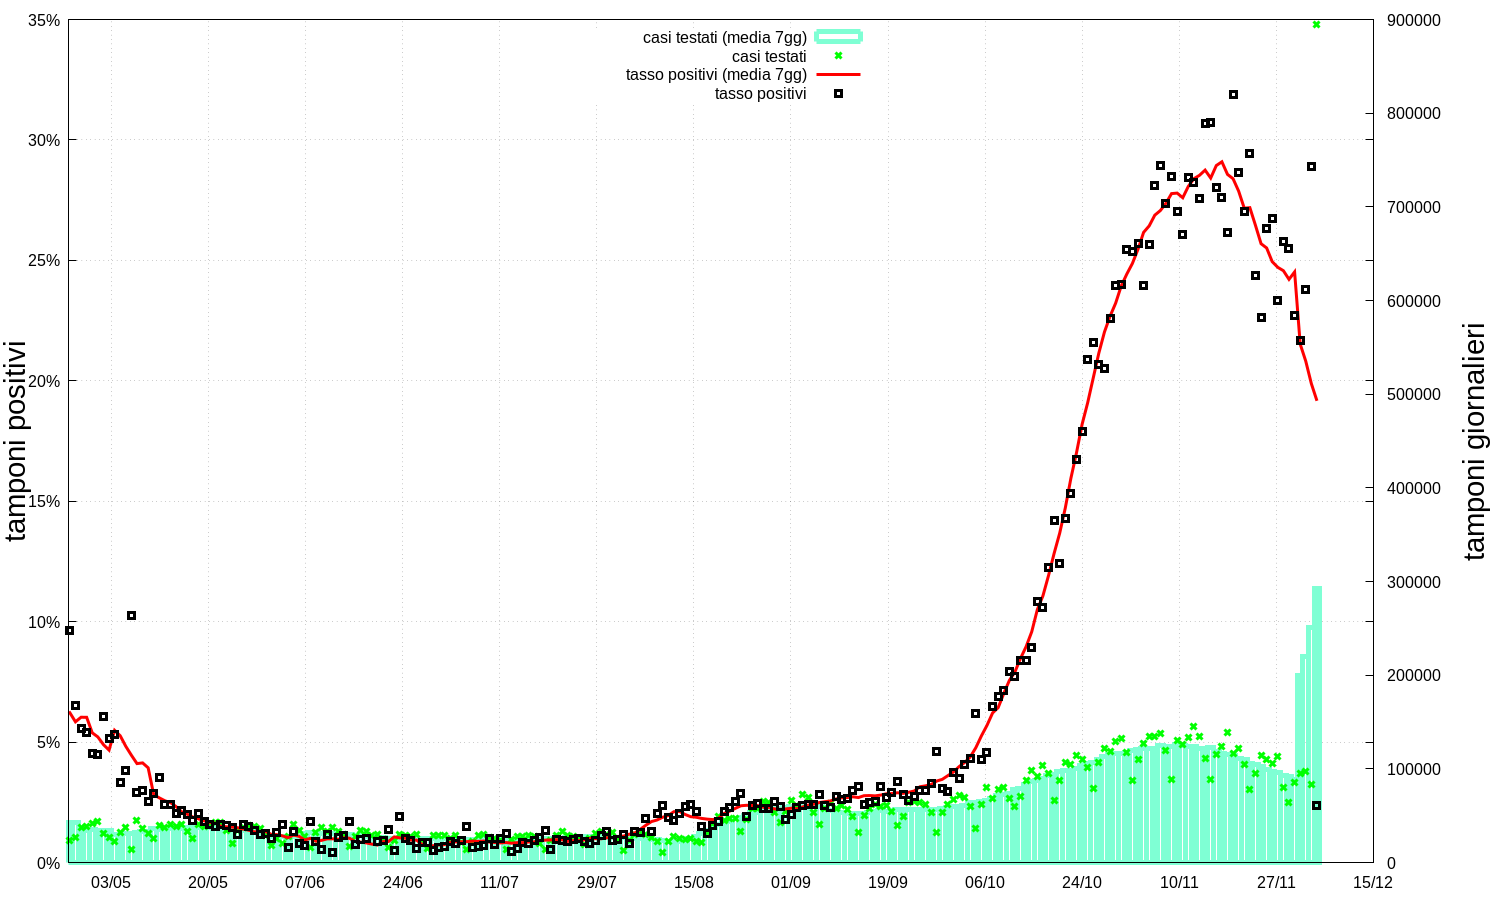 casi testati (media 7gg)
casi testati
tasso positivi (media 7gg)
tasso positivi
tamponi positivi
35%
30%
25%
20%
15%
10%
5%
0%
900000
800000
700000
600000
500000
400000
300000
200000
100000
0
tamponi giornalieri
03/05 20/05 07/06 24/06 11/07 29/07 15/08 01/09 19/09 06/10 24/10 10/11 27/11 15/12